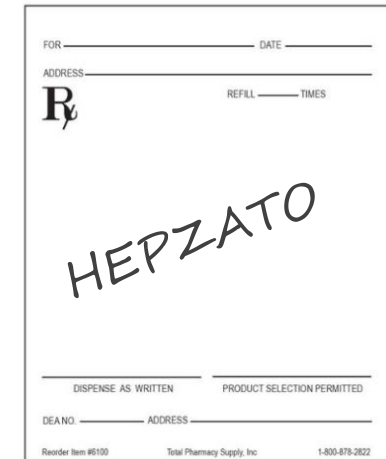 FOR DATE
ADDRESS
Rx
REFILL TIMES
HEPZATO
DISPENSE AS WRITTEN PRODUCT SELECTION PERMITTED
DEA NO. ADDRESS
Reorder Item #6100 Total Pharmacy Supply, Inc 1-800-878-2822